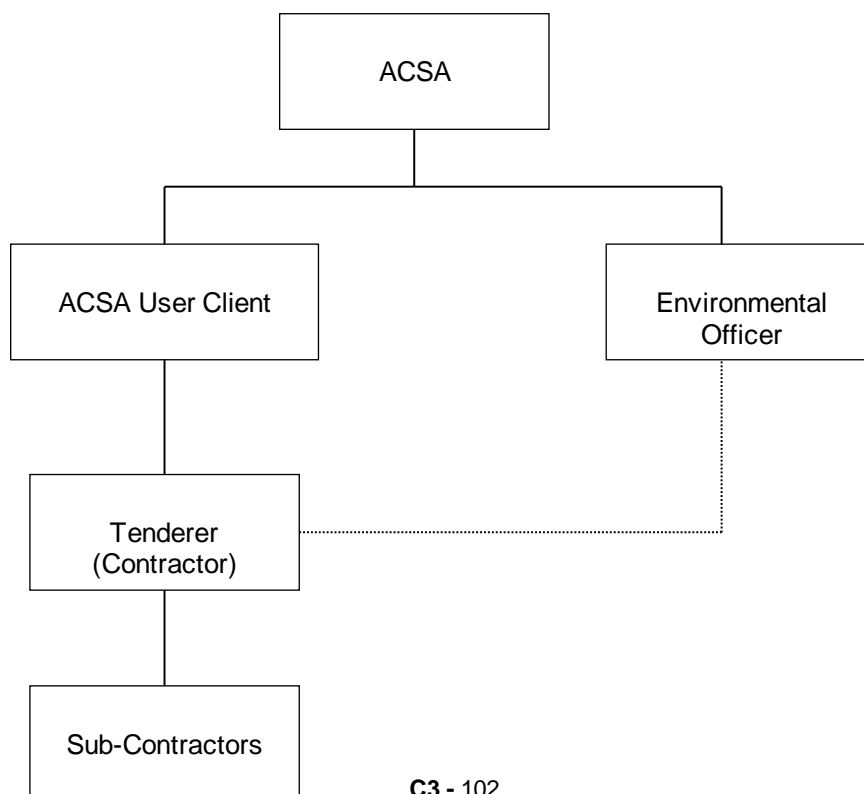 ACSA
ACSA User Client
Environmental
Officer
Tenderer
(Contractor)
Sub-Contractors
C3 - 102